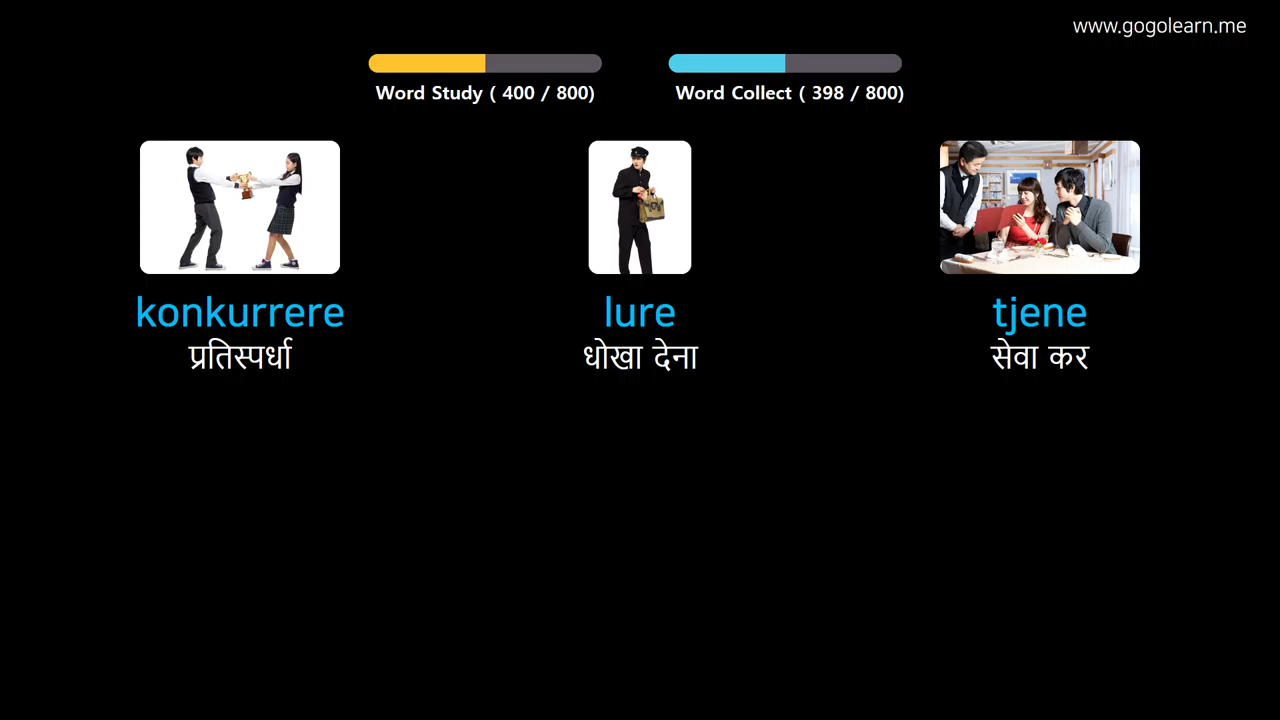 www.gogolearn.me
Word Study ( 400 / 800)
Word Collect ( 398 / 800)
konkurrere
प्रतिस्पर्धा
lure
धोखा देना
tjene
सेवा कर